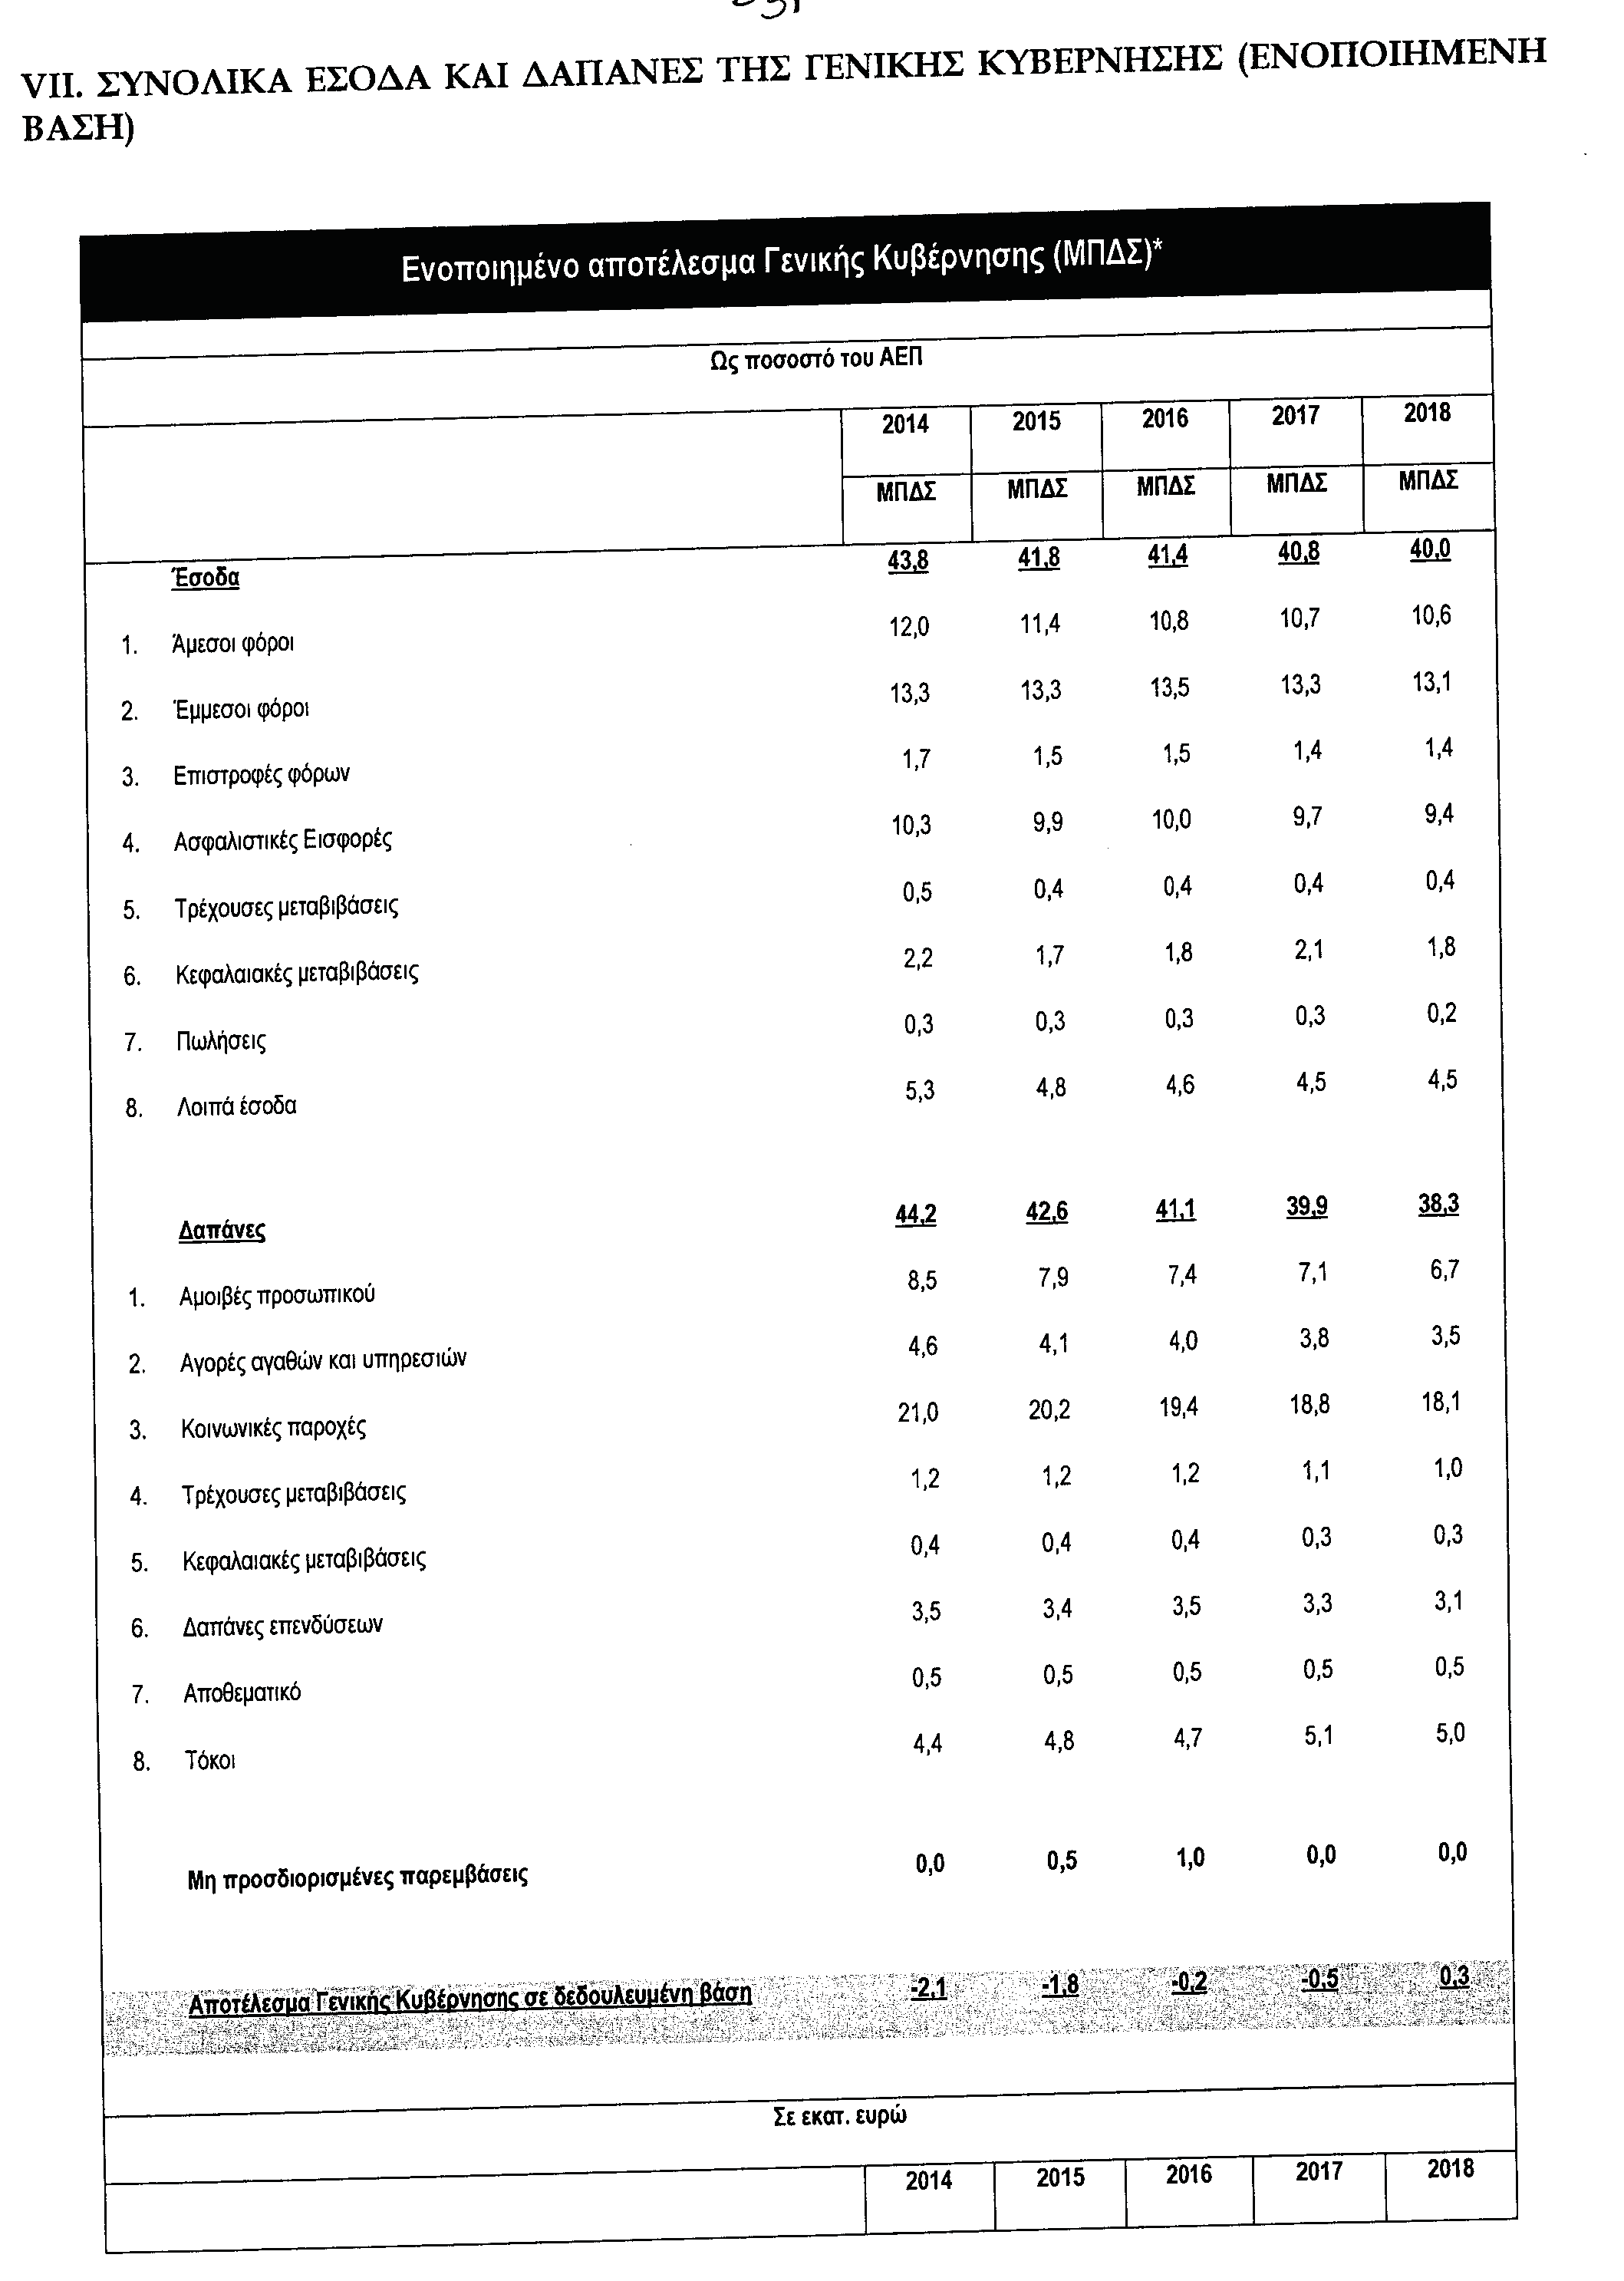 VII. ΣΥΝΟΛΙΚΑ ΕΣΟΔΑ ΚΑΙ ΔΑΠΑΝΕΣ ΤΗΣ ΓΕΝΙΚΗΣ ΚΥΒΕΡΝΗΣΗΣ (ΕΝΟΠΟΙΗΜΕΝΗ
ΒΑΣΗ)
Ενοποιημένο αποτέλεσμα Γενικής Κυβέρνησης (ΜΠΔΣ)*
Ως ποσοστό του ΑΕΠ
2014 2015 2016 2017 2018
ΜΠΔΣ ΜΠΔΣ ΜΠΔΣ ΜΠΔΣ ΜΠΔΣ
Έσοδα 43,8 41,8 41,4 40,8 40,0
1. Άμεσοι φόροι 12,0 11,4 10,8 10,7 10,6
2. Έμμεσοι φόροι 13,3 13,3 13,5 13,3 13,1
3. Επιστροφές φόρων 1,7 1,5 1,5 1,4 1,4
4. Ασφαλιστικές Εισφορές 10,3 9,9 10,0 9,7 9,4
5. Τρέχουσες μεταβιβάσεις 0,5 0,4 0,4 0,4 0,4
6. Κεφαλαιακές μεταβιβάσεις 2,2 1,7 1,8 2,1 1,8
7. Πωλήσεις 0,3 0,3 0,3 0,3 0,2
8. Λοιπά έσοδα 5,3 4,8 4,6 4,5 4,5
Δαπάνες 44,2 42,6 41,1 39,9 38,3
1. Αμοιβές προσωπικού 8,5 7,9 7,4 7,1 6,7
2. Αγορές αγαθών και υπηρεσιών 4,6 4,1 4,0 3,8 3,5
3. Κοινωνικές παροχές 21,0 20,2 19,4 18,8 18,1
4. Τρέχουσες μεταβιβάσεις 1,2 1,2 1,2 1,1 1,0
5. Κεφαλαιακές μεταβιβάσεις 0,4 0,4 0,4 0,3 0,3
6. Δαπάνες επενδύσεων 3,5 3,4 3,5 3,3 3,1
7. Αποθεματικό 0,5 0,5 0,5 0,5 0,5
8. Τόκοι 4,4 4,8 4,7 5,1 5,0
Μη προσδιορισμένες παρεμβάσεις 0,0 0,5 1,0 0,0 0,0
Αποτέλεσμα Γενικής Κυβέρνησης σε δεδουλευμένη βάση -2,1 -1,8 -0,2 -0,5 0,3
Σε εκατ. ευρώ
2014 2015 2016 2017 2018